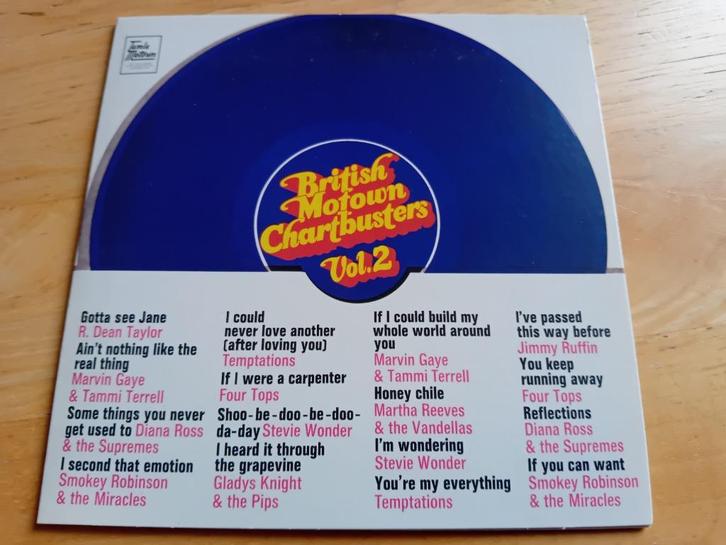 Tamla
Motown
British
Motown
Chartbusters
Vol.2
Gotta see Jane
R. Dean Taylor
Ain't nothing like the
real thing
Marvin Gaye
& Tammi Terrell
Some things you never
get used to Diana Ross
& the Supremes
I second that emotion
Smokey Robinson
& the Miracles
I could
never love another
(after loving you)
Temptations
If I were a carpenter
Four Tops
Shoo-be-doo-be-doo-
da-day Stevie Wonder
I heard it through
the grapevine
Gladys Knight
& the Pips
If I could build my
whole world around
you
Marvin Gaye
& Tammi Terrell
Honey chile
Martha Reeves
& the Vandellas
I'm wondering
Stevie Wonder
You're my everything
Temptations
I've passed
this way before
Jimmy Ruffin
You keep
running away
Four Tops
Reflections
Diana Ross
& the Supremes
If you can want
Smokey Robinson
& the Miracles